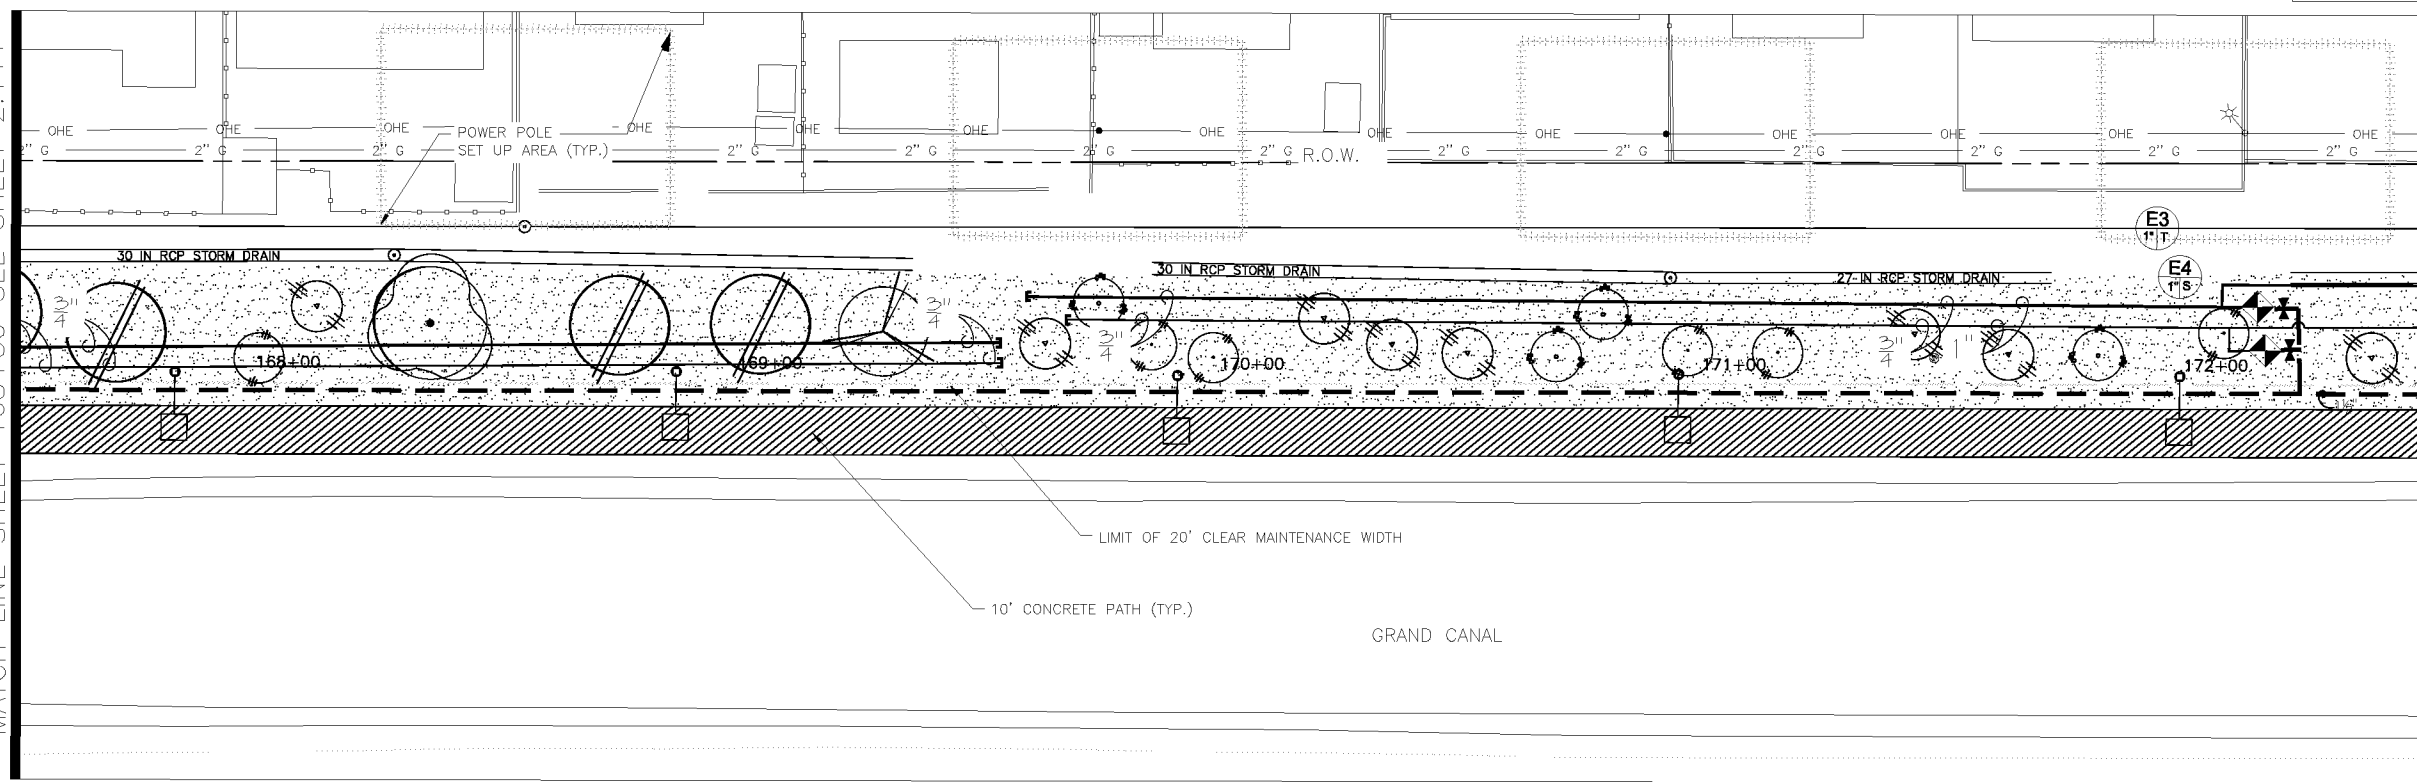 OHE OHE OHE OHE OHE OHE OHE OHE OHE OHE OHE OHE OHE
POWER POLE
SET UP AREA (TYP.)
2" G 2" G 2" G 2" G 2" G 2" G 2" G 2" G 2" G 2" G 2" G 2" G 2" G
R.O.W.
E3
1" T
30 IN RCP STORM DRAIN
30 IN RCP STORM DRAIN
27 IN RCP STORM DRAIN
E4
1" S
3/4"
3/4"
3/4"
3/4"
1"
168+00
169+00
170+00
171+00
172+00
LIMIT OF 20' CLEAR MAINTENANCE WIDTH
10' CONCRETE PATH (TYP.)
GRAND CANAL